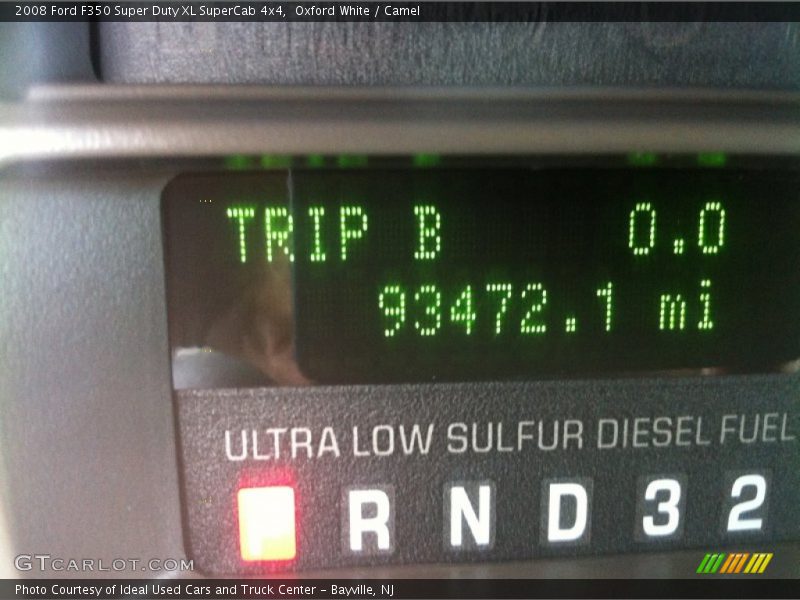 2008 Ford F350 Super Duty XL SuperCab 4x4, Oxford White / Camel
TRIP B 0.0
93472.1 mi
ULTRA LOW SULFUR DIESEL FUEL
P R N D 3 2
GTCARLOT.COM
Photo Courtesy of Ideal Used Cars and Truck Center – Bayville, NJ